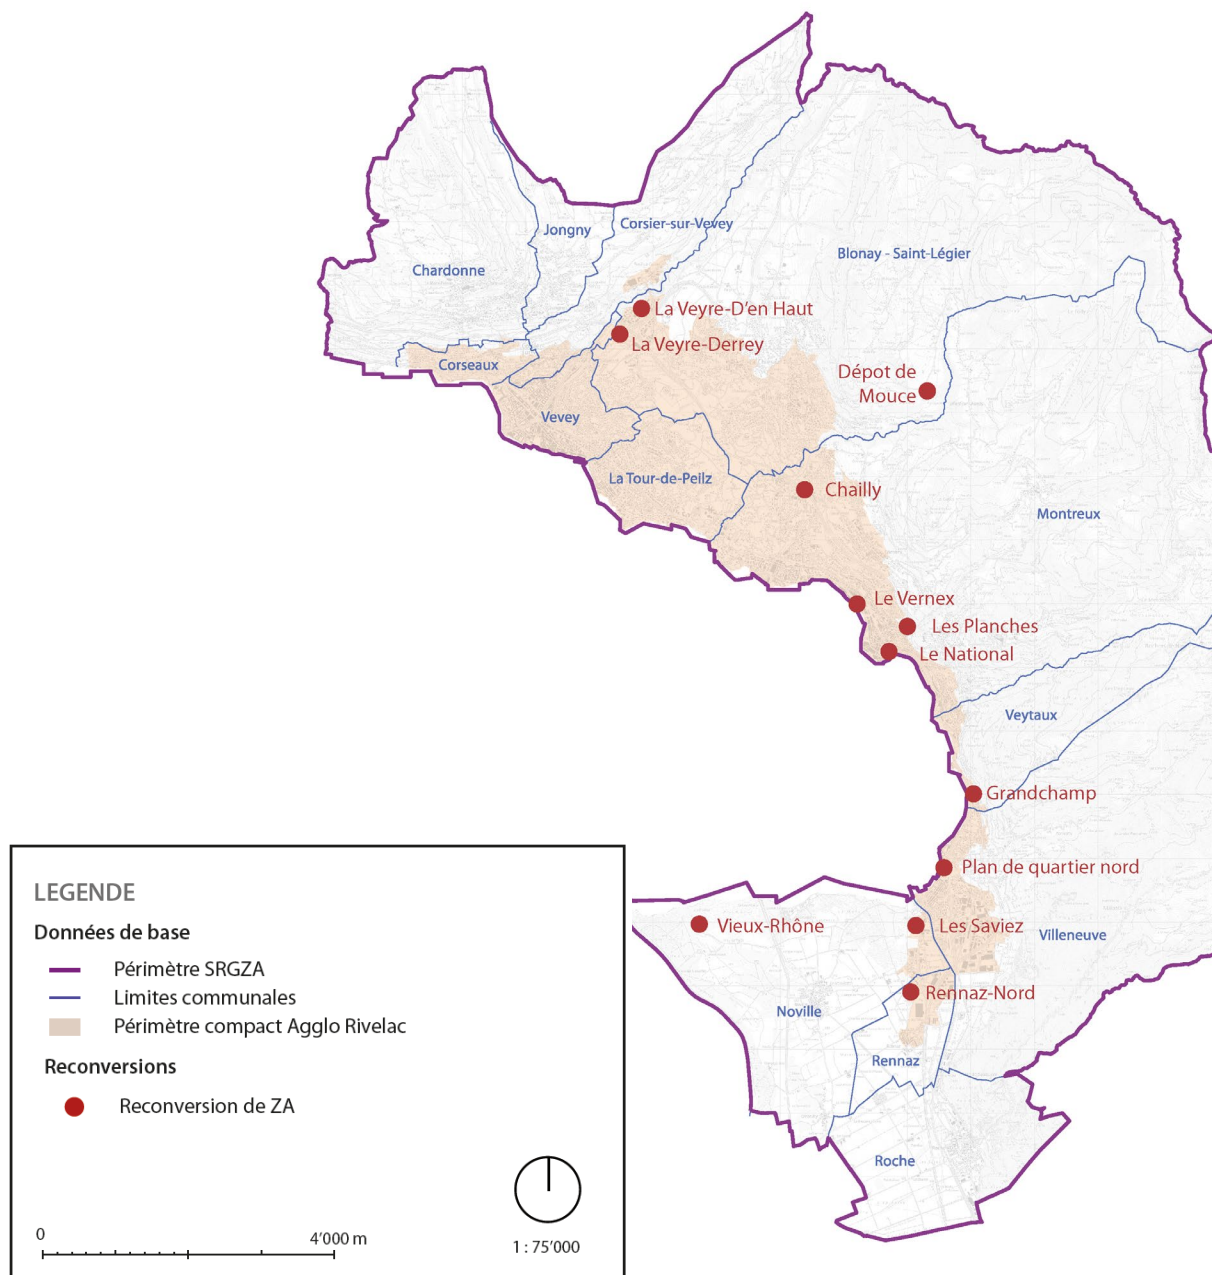 Jongny
Corsier-sur-Vevey
Blonay - Saint-Légier
Chardonne
La Veyre-D'en Haut
La Veyre-Derrey
Corseaux
Dépot de
Mouce
Vevey
La Tour-de-Peilz
Chailly
Montreux
Le Vernex
Les Planches
Le National
Veytaux
Grandchamp
Plan de quartier nord
Vieux-Rhône
Les Saviez
Villeneuve
Rennaz-Nord
Noville
Rennaz
Roche
LEGENDE
Données de base
Périmètre SRGZA
Limites communales
Périmètre compact Agglo Rivelac
Reconversions
Reconversion de ZA
0
4'000 m
1 : 75'000